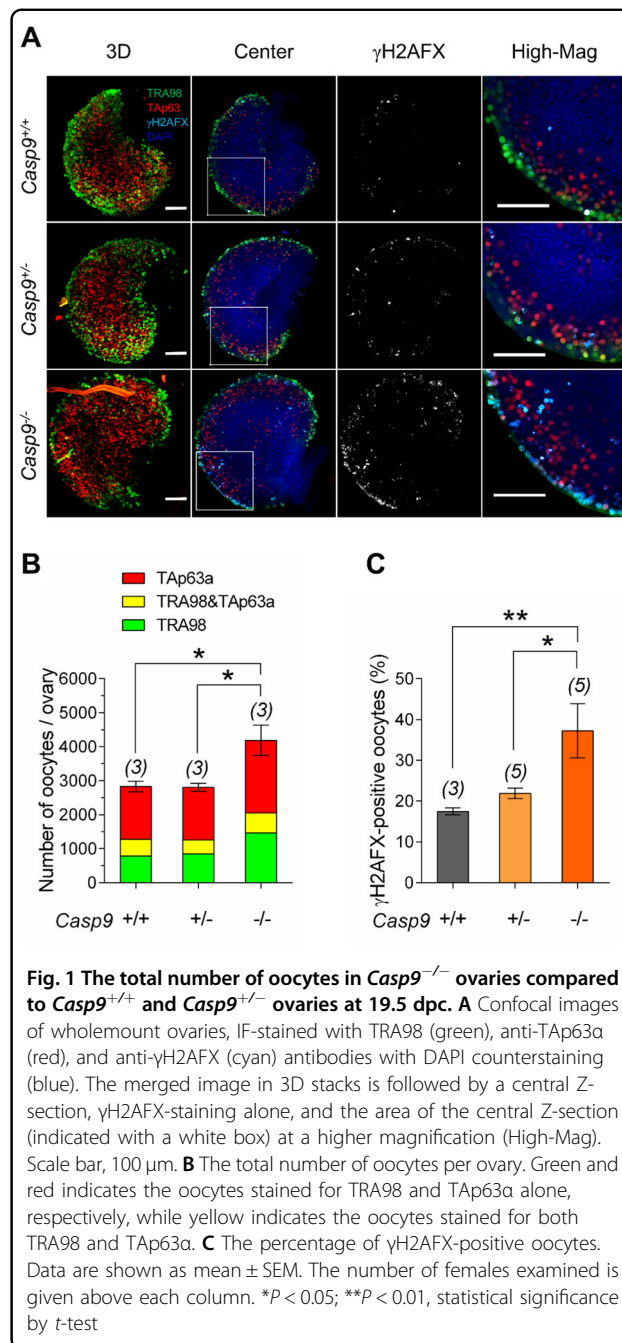 A
3D Center γH2AFX High-Mag
TRA98
TAp63
γH2AFX
DAPI
Casp9+/+
Casp9+/-
Casp9-/-
B
TAp63a
TRA98&TAp63a
TRA98
Number of oocytes / ovary
6000
5000
4000
3000
2000
1000
0
*
*
(3) (3) (3)
Casp9 +/+ +/- -/-
C
γH2AFX-positive oocytes (%)
50
40
30
20
10
0
**
*
(3) (5) (5)
Casp9 +/+ +/- -/-
Fig. 1 The total number of oocytes in Casp9−/− ovaries compared
to Casp9+/+ and Casp9+/− ovaries at 19.5 dpc. A Confocal images
of wholemount ovaries, IF-stained with TRA98 (green), anti-TAp63α
(red), and anti-γH2AFX (cyan) antibodies with DAPI counterstaining
(blue). The merged image in 3D stacks is followed by a central Z-
section, γH2AFX-staining alone, and the area of the central Z-section
(indicated with a white box) at a higher magnification (High-Mag).
Scale bar, 100 μm. B The total number of oocytes per ovary. Green and
red indicates the oocytes stained for TRA98 and TAp63α alone,
respectively, while yellow indicates the oocytes stained for both
TRA98 and TAp63α. C The percentage of γH2AFX-positive oocytes.
Data are shown as mean ± SEM. The number of females examined is
given above each column. *P < 0.05; **P < 0.01, statistical significance
by t-test